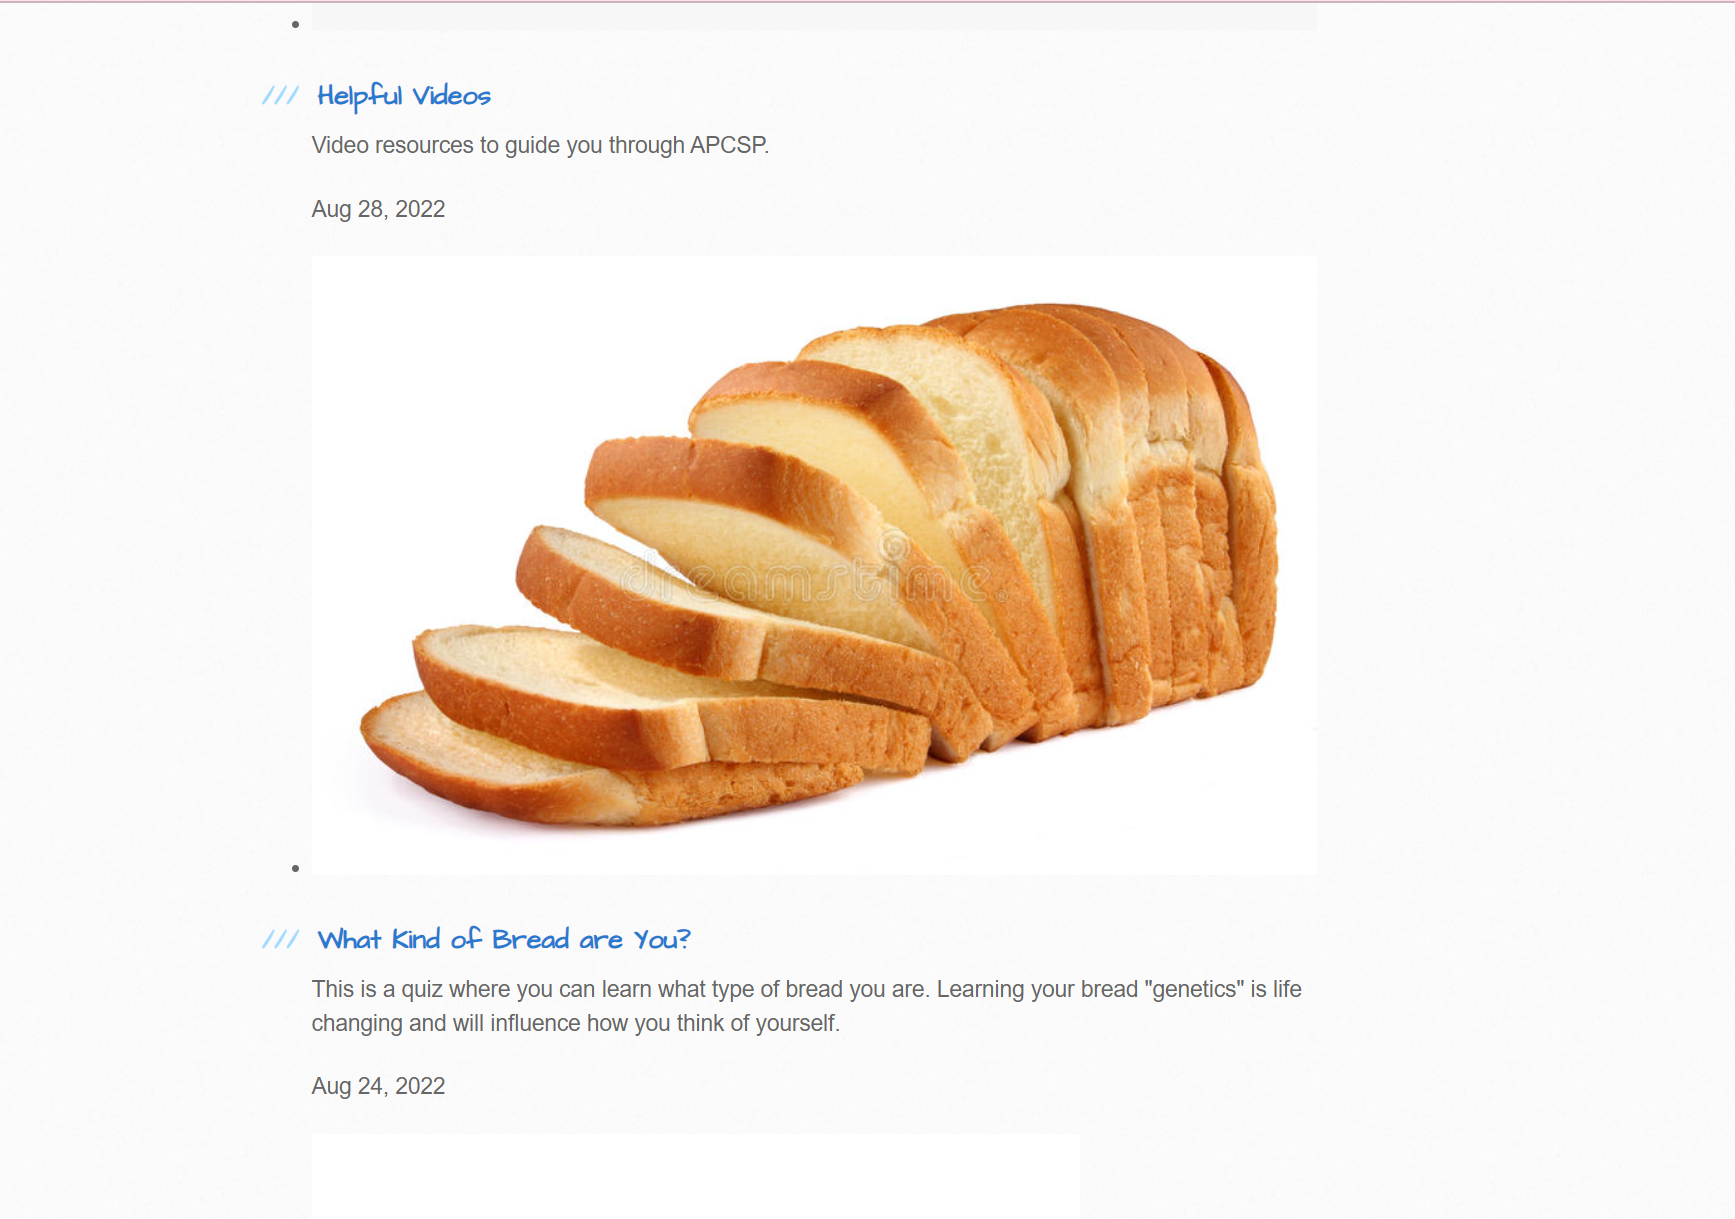 /// Helpful Videos
Video resources to guide you through APCSP.
Aug 28, 2022
dreamstime.
/// What Kind of Bread are You?
This is a quiz where you can learn what type of bread you are. Learning your bread "genetics" is life
changing and will influence how you think of yourself.
Aug 24, 2022